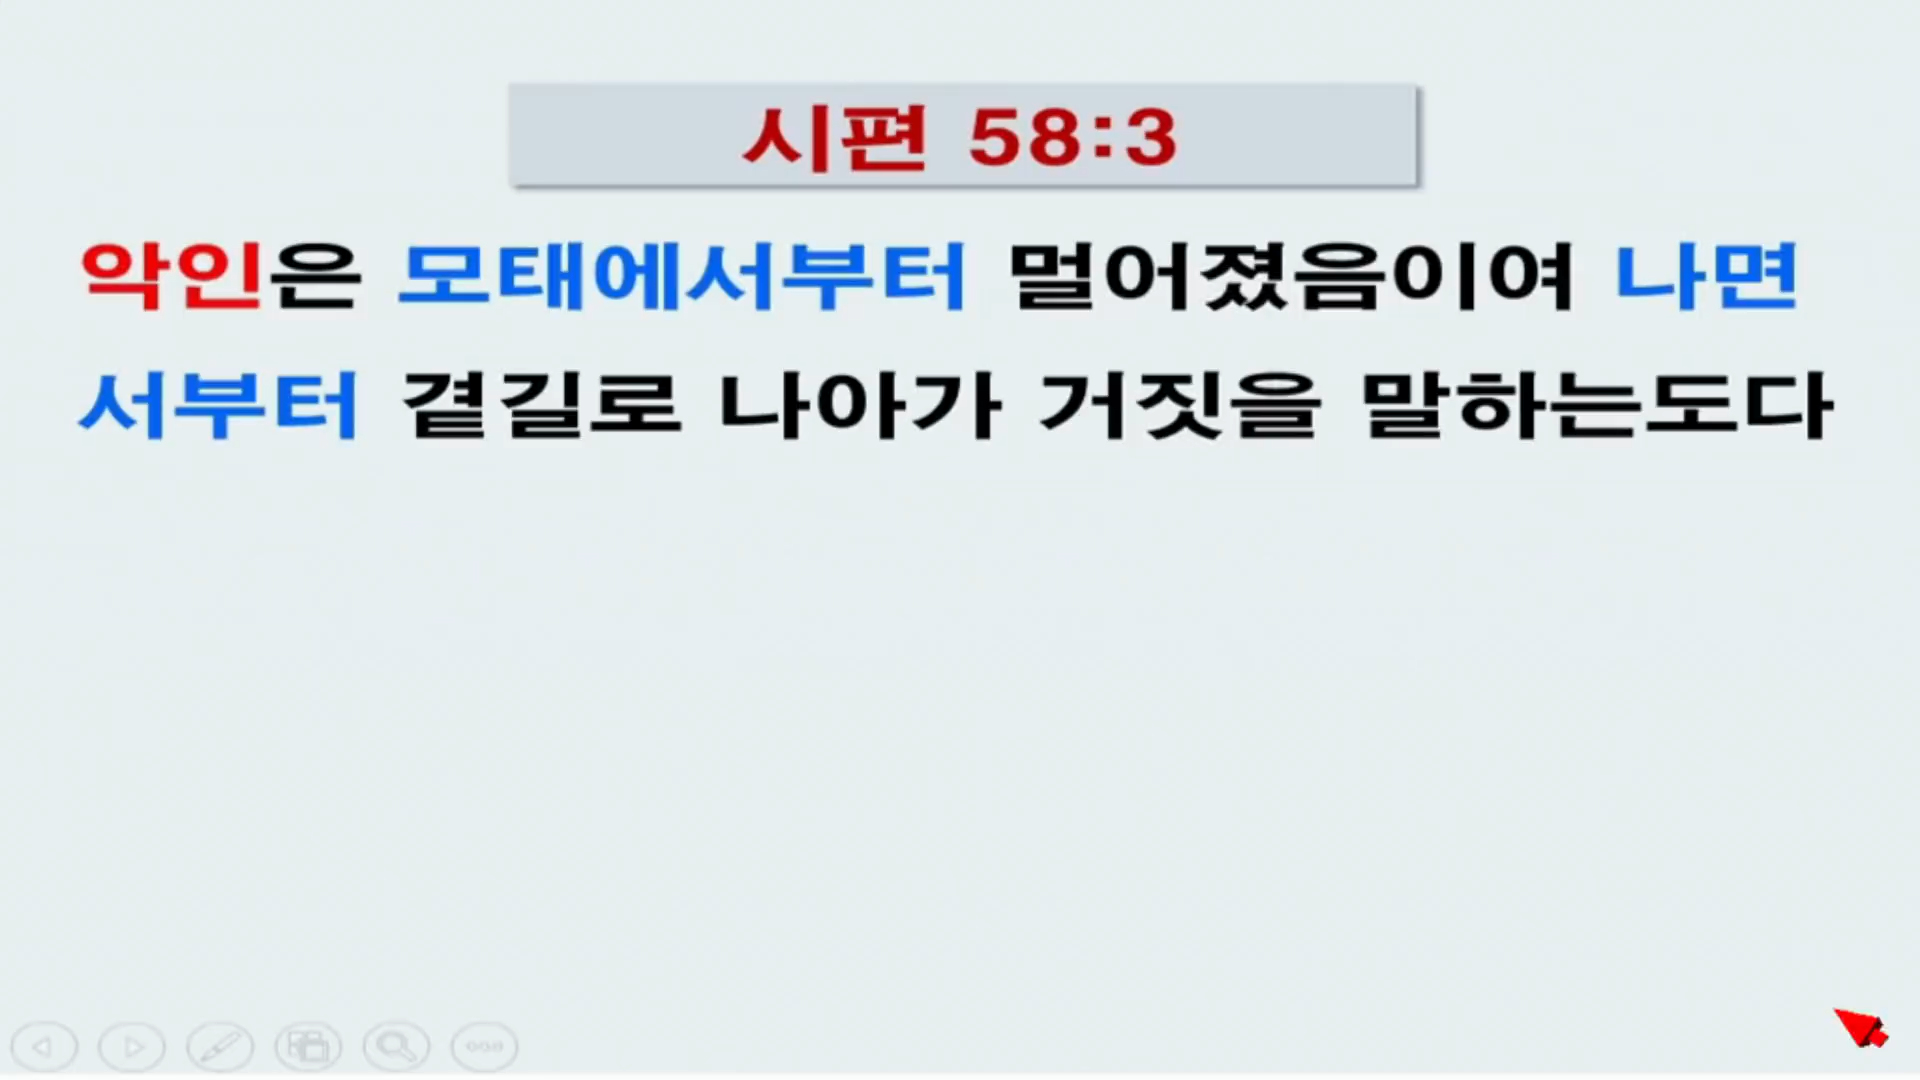 시편 58:3
악인은 모태에서부터 멀어졌음이여 나면
서부터 곁길로 나아가 거짓을 말하는도다